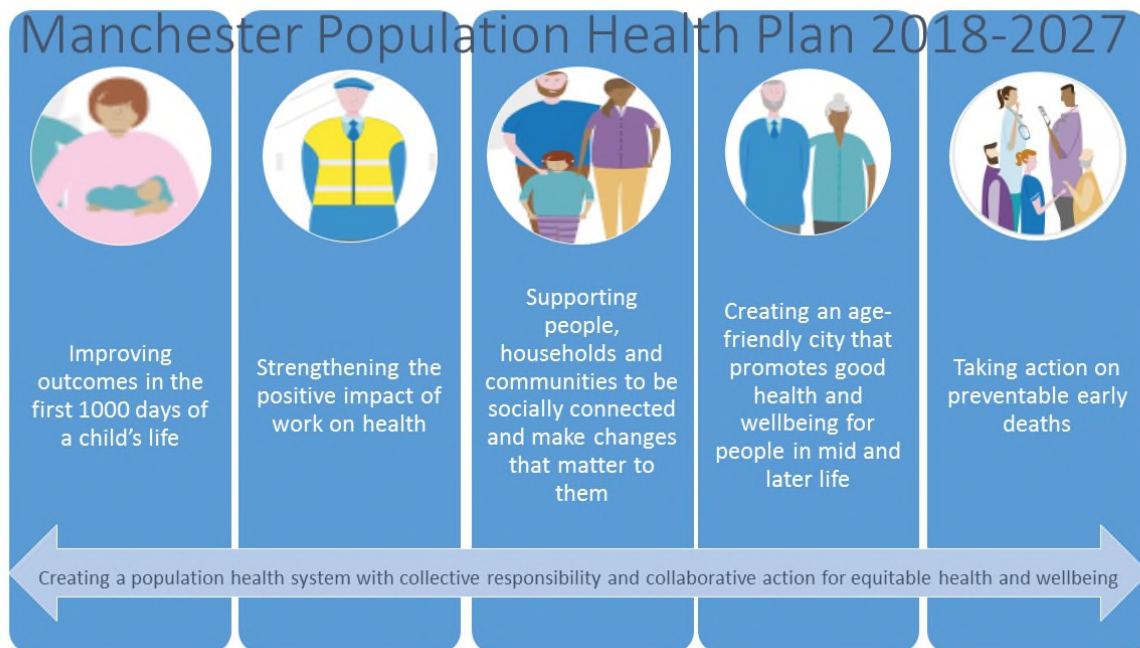 Manchester Population Health Plan 2018-2027
Improving
outcomes in the
first 1000 days of
a child’s life
Strengthening the
positive impact of
work on health
Supporting
people,
households and
communities to be
socially connected
and make changes
that matter to
them
Creating an age-
friendly city that
promotes good
health and
wellbeing for
people in mid and
later life
Taking action on
preventable early
deaths
Creating a population health system with collective responsibility and collaborative action for equitable health and wellbeing